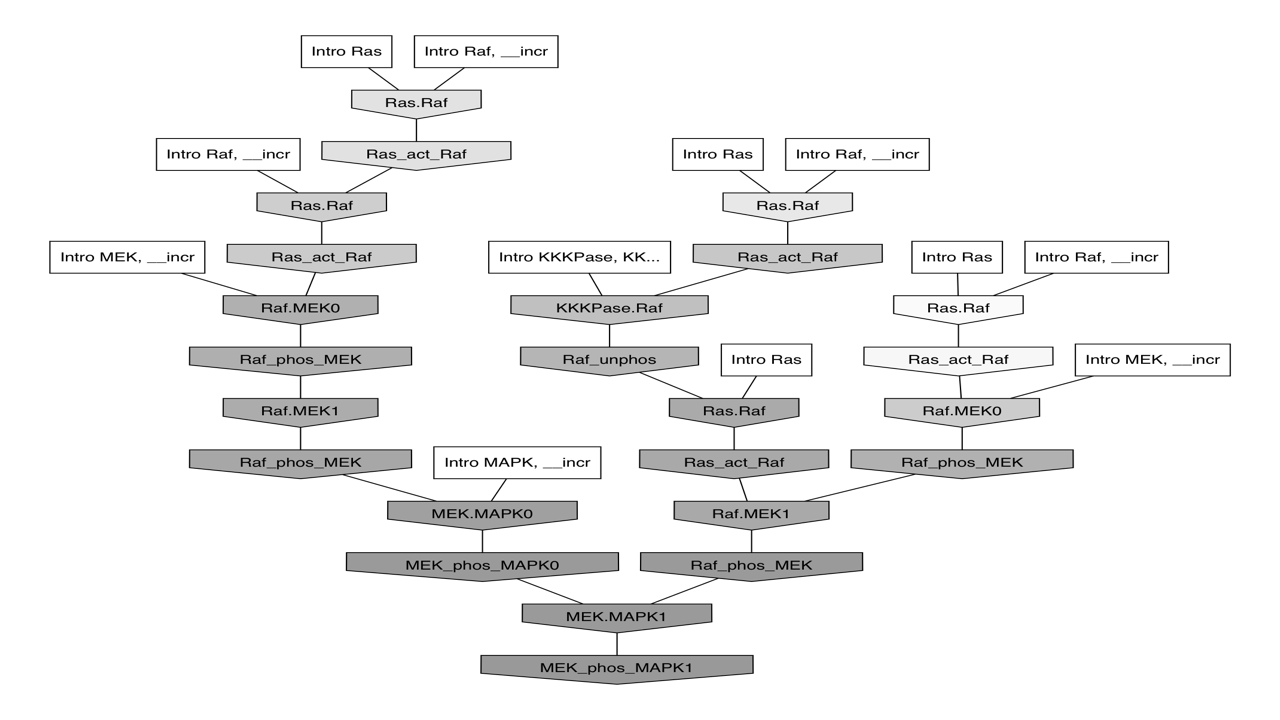 Intro Ras
Intro Raf, __incr
Ras.Raf
Intro Raf, __incr
Ras_act_Raf
Intro Ras
Intro Raf, __incr
Ras.Raf
Ras.Raf
Intro MEK, __incr
Ras_act_Raf
Intro KKKPase, KK...
Ras_act_Raf
Intro Ras
Intro Raf, __incr
Raf.MEK0
KKKPase.Raf
Ras.Raf
Raf_phos_MEK
Raf_unphos
Intro Ras
Ras_act_Raf
Intro MEK, __incr
Raf.MEK1
Ras.Raf
Raf.MEK0
Raf_phos_MEK
Intro MAPK, __incr
Ras_act_Raf
Raf_phos_MEK
MEK.MAPK0
Raf.MEK1
MEK_phos_MAPK0
Raf_phos_MEK
MEK.MAPK1
MEK_phos_MAPK1